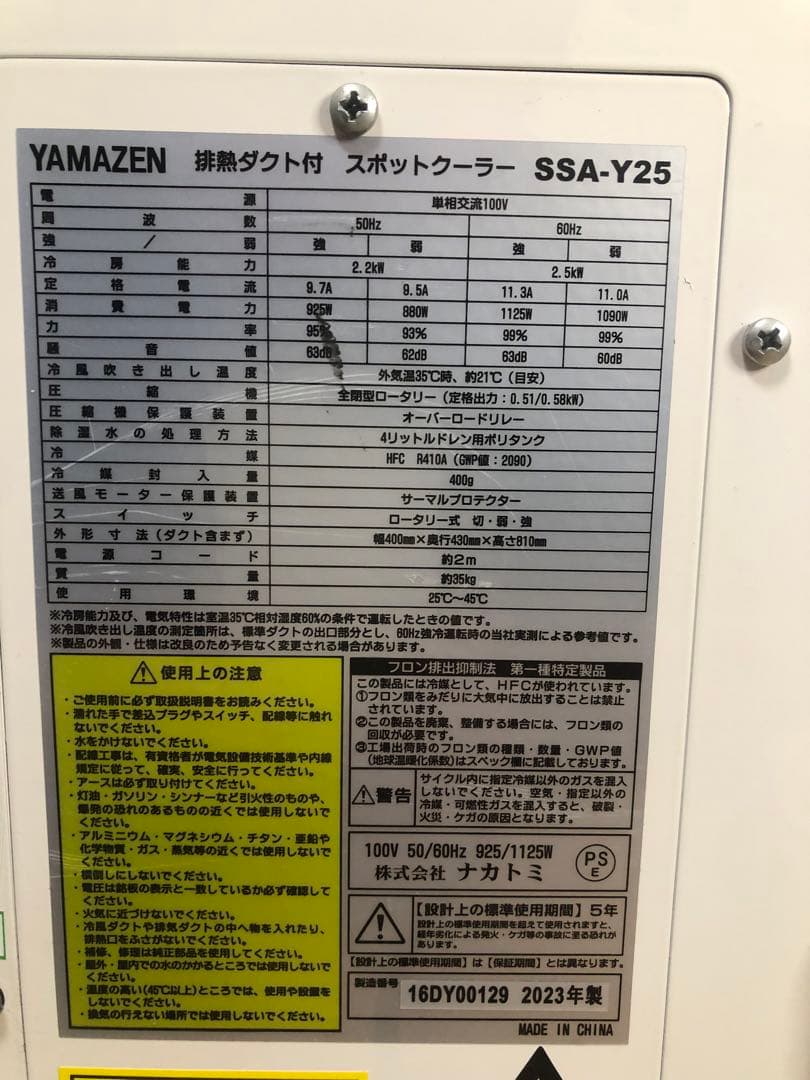 YAMAZEN 排熱ダクト付 スポットクーラー SSA-Y25
電源 単相交流100V
周波数 50Hz 60Hz
強/弱 強 弱 強 弱
冷房能力 2.2kW 2.5kW
定格電流 9.7A 9.5A 11.3A 11.0A
消費電力 925W 880W 1125W 1090W
力率 95% 93% 99% 99%
騒音値 63dB 62dB 63dB 60dB
冷風吹き出し温度 外気温35℃時、約21℃(目安)
圧縮機 全閉型ロータリー(定格出力:0.51/0.58kW)
圧縮機保護装置 オーバーロードリレー
除湿水の処理方法 4リットルドレン用ポリタンク
冷媒 HFC R410A (GWP値:2090)
冷媒封入量 400g
送風モーター保護装置 サーマルプロテクター
スイッチ ロータリー式 切・弱・強
外形寸法(ダクト含まず) 幅400mm×奥行430mm×高さ810mm
電源コード 約2m
質量 約35kg
使用環境 25℃~45℃
※冷房能力及び、電気特性は室温35℃相対湿度60%の条件で運転したときの値です。
※冷風吹き出し温度の測定箇所は、標準ダクトの出口部分とし、60Hz強冷運転時の当社実測による参考値です。
※製品の外観・仕様は改良のため予告なく変更される場合があります。
使用上の注意
・ご使用前に必ず取扱説明書をお読みください。
・濡れた手で差込プラグやスイッチ、配線等に触れ
ないでください。
・水をかけないでください。
・配線工事は、有資格者が電気設備技術基準や内線
規定に従って、確実、安全に行ってください。
・アースは必ず取り付けてください。
・灯油・ガソリン・シンナーなど引火性のものや、
爆発の恐れのあるものの近くでは使用しないで
ください。
・アルミニウム・マグネシウム・チタン・亜鉛や
化学物質・ガス・蒸気等の近くでは使用しないで
ください。
・横倒しにしないでください。
・電圧は銘板の表示と一致しているか必ず確認して
ください。
・火気に近づけないでください。
・冷風ダクトや排気ダクトの中へ物を入れたり、
排熱口をふさがないでください。
・補修、修理は純正部品を使用してください。
・屋外・屋内での水のかかるところでは使用しないで
ください。
・温度の高い(45℃以上)ところでは、使用や設置を
しないでください。
・換気の行えない場所では使用しないでください。
フロン排出抑制法 第一種特定製品
この製品には冷媒として、HFCが使われています。
①フロン類をみだりに大気中に放出することは禁止
されています。
②この製品を廃棄、整備する場合には、フロン類の
回収が必要です。
③工場出荷時のフロン類の種類・数量・GWP値
(地球温暖化係数)はスペック欄に記載しております。
警告
サイクル内に指定冷媒以外のガスを混入
しないでください。空気・指定以外の
冷媒・可燃性ガスを混入すると、破裂・
火災・ケガの原因となります。
100V 50/60Hz 925/1125W
株式会社 ナカトミ
PS
E
【設計上の標準使用期間】5年
設計上の標準使用期間を超えて使用されますと、
経年劣化による発火・ケガ等の事故に至る恐れが
あります。
【設計上の標準使用期間】は【保証期間】とは異なります。
製造番号 16DY00129 2023年製
MADE IN CHINA